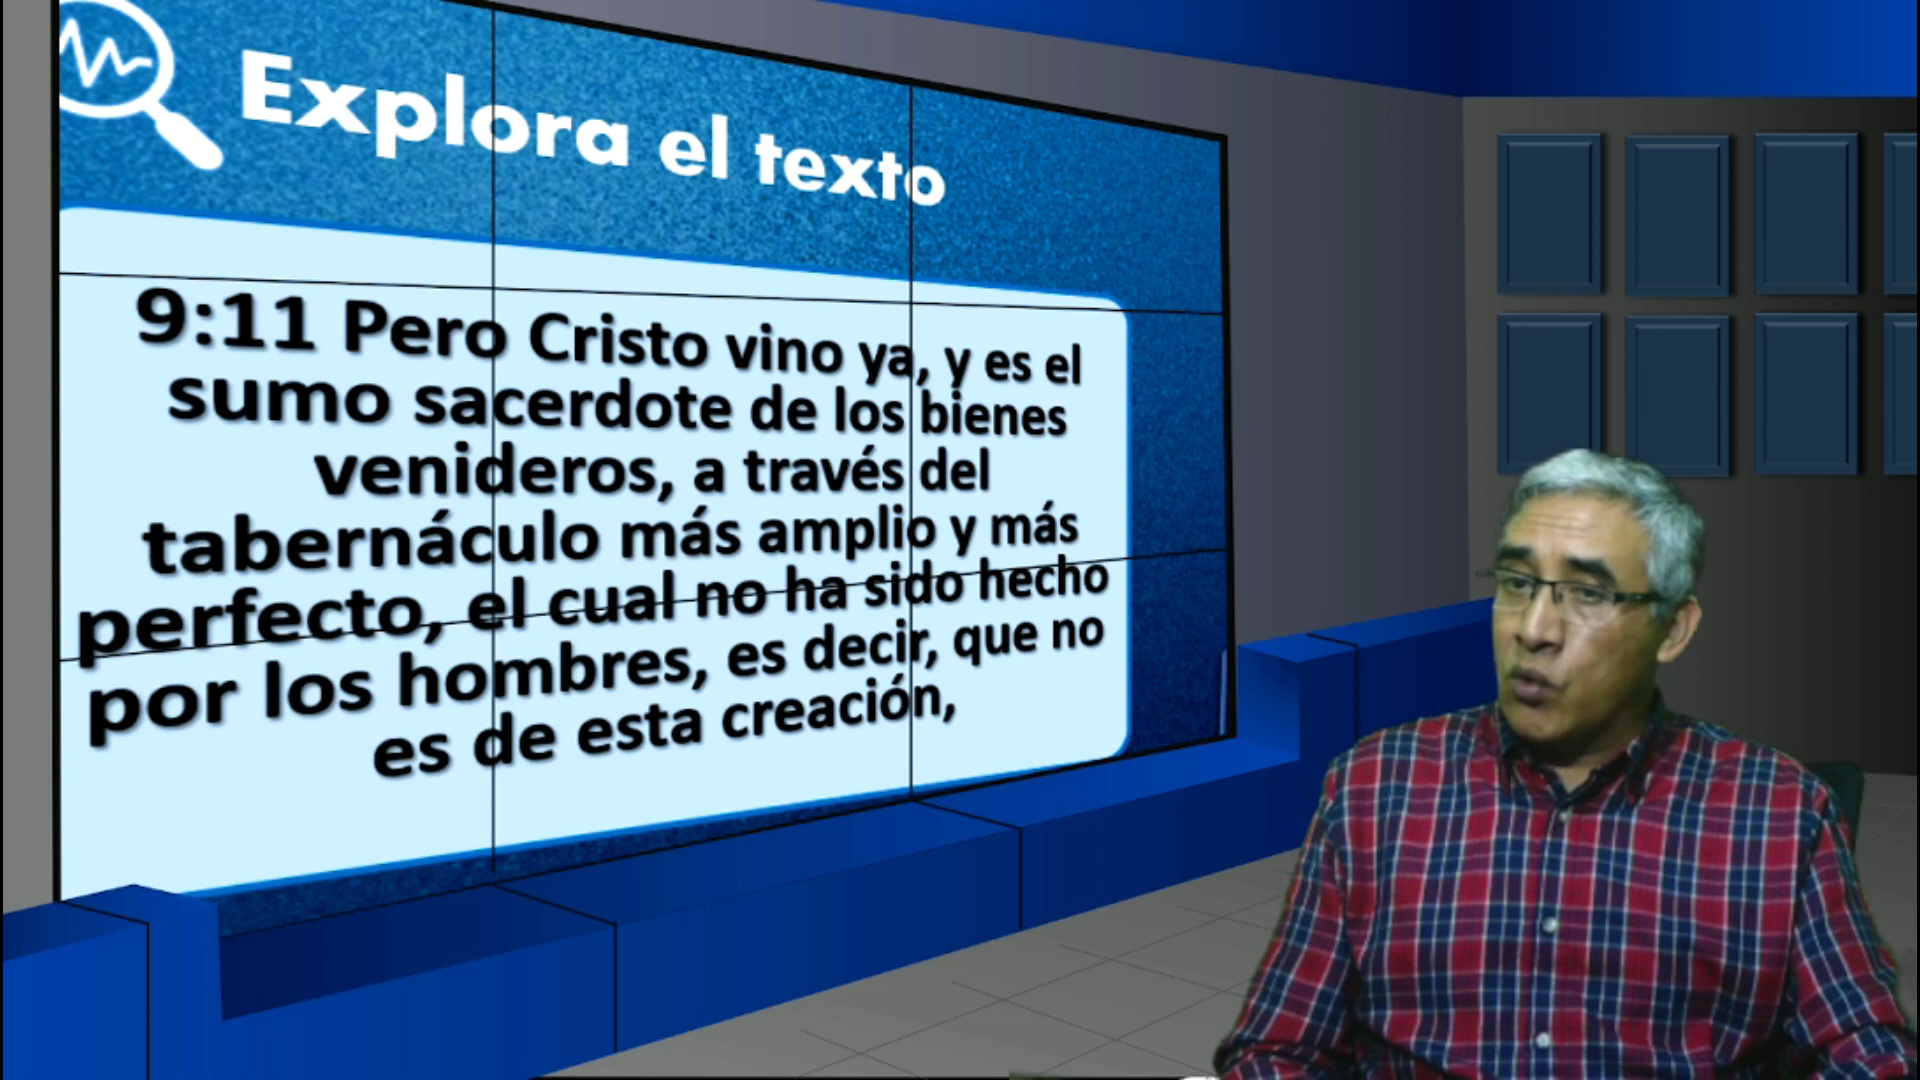 Explora el texto
9:11 Pero Cristo vino ya, y es el
sumo sacerdote de los bienes
venideros, a través del
tabernáculo más amplio y más
perfecto, el cual no ha sido hecho
por los hombres, es decir, que no
es de esta creación,